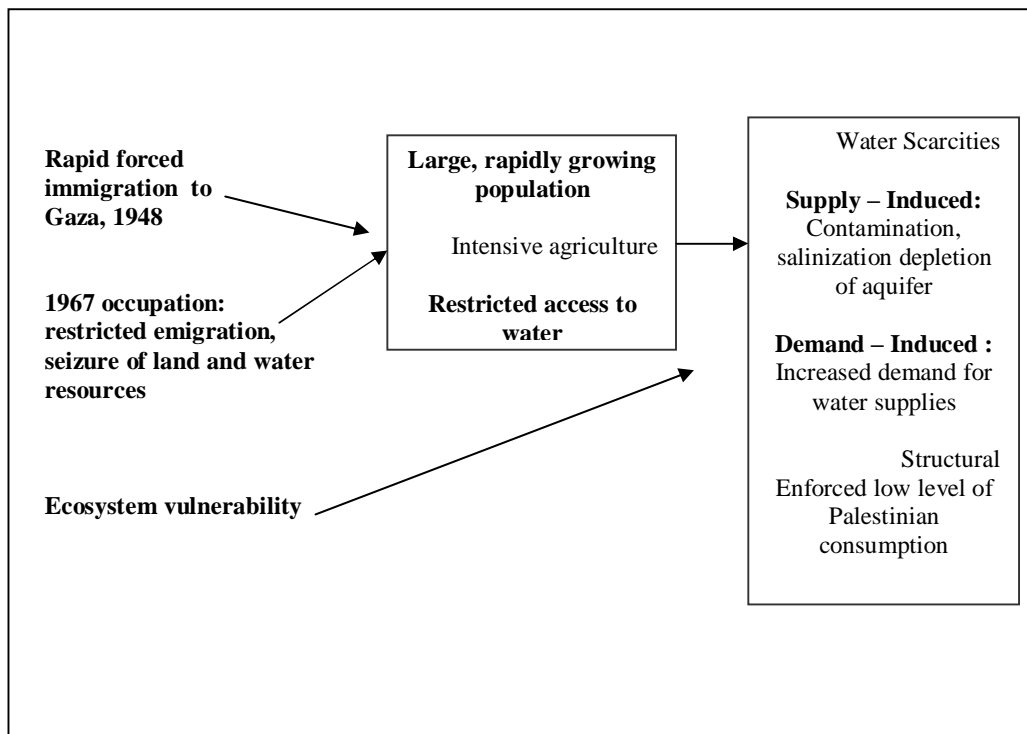 Rapid forced
immigration to
Gaza, 1948
1967 occupation:
restricted emigration,
seizure of land and water
resources
Ecosystem vulnerability
Large, rapidly growing
population
Intensive agriculture
Restricted access to
water
Water Scarcities
Supply – Induced:
Contamination,
salinization depletion
of aquifer
Demand – Induced :
Increased demand for
water supplies
Structural
Enforced low level of
Palestinian
consumption